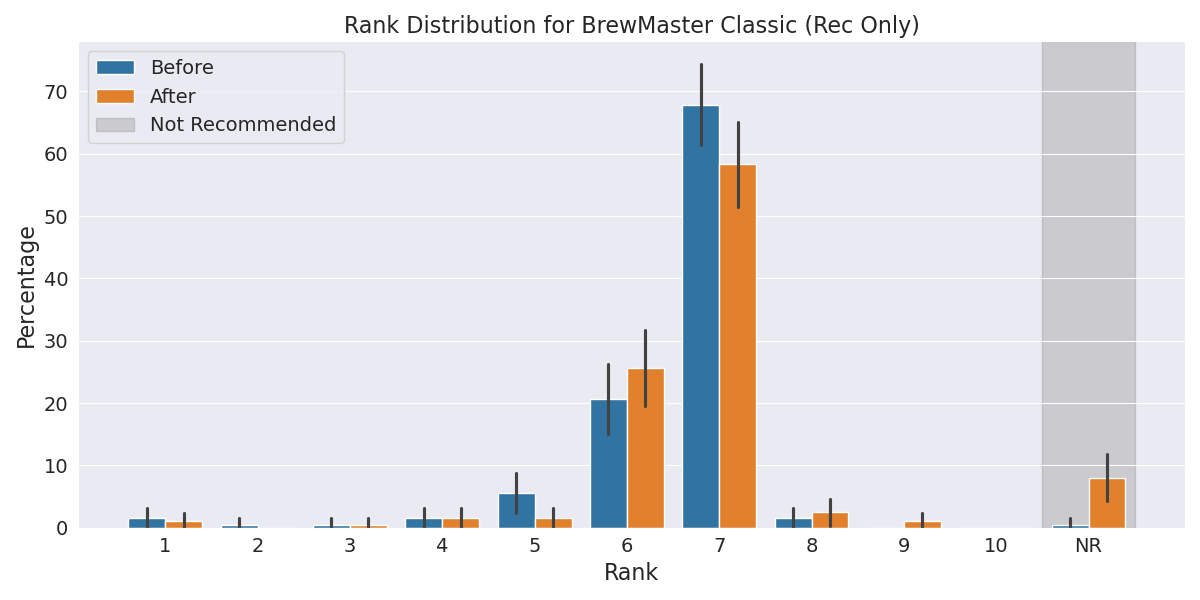 Rank Distribution for BrewMaster Classic (Rec Only)
Before
After
Not Recommended
Percentage
70
60
50
40
30
20
10
0
1 2 3 4 5 6 7 8 9 10 NR
Rank